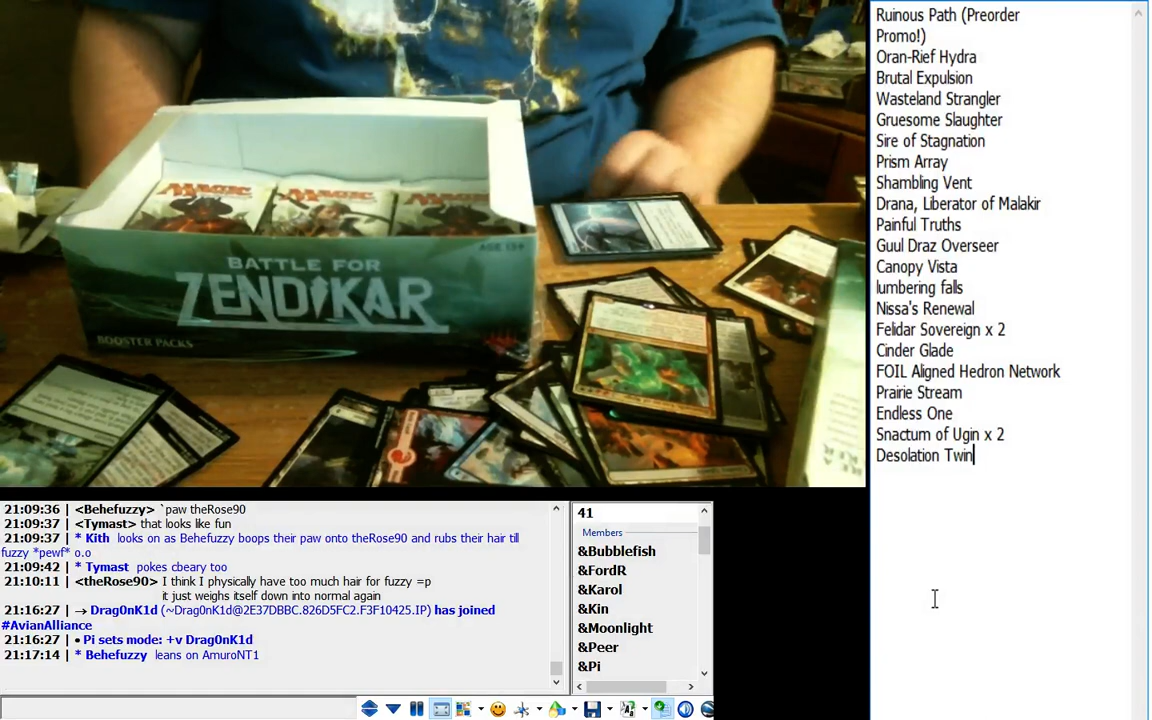 MAGIC
MAGIC
MAGIC
AGE 13+
BATTLE FOR
ZENDIKAR
BOOSTER PACKS
Ruinous Path (Preorder
Promo!)
Oran-Rief Hydra
Brutal Expulsion
Wasteland Strangler
Gruesome Slaughter
Sire of Stagnation
Prism Array
Shambling Vent
Drana, Liberator of Malakir
Painful Truths
Guul Draz Overseer
Canopy Vista
lumbering falls
Nissa's Renewal
Felidar Sovereign x 2
Cinder Glade
FOIL Aligned Hedron Network
Prairie Stream
Endless One
Snactum of Ugin x 2
Desolation Twin
21:09:36 | <Behefuzzy> `paw theRose90
21:09:37 | <Tymast> that looks like fun
21:09:37 | * Kith looks on as Behefuzzy boops their paw onto theRose90 and rubs their hair till
fuzzy *pewf* o.o
21:09:42 | * Tymast pokes cbeary too
21:10:11 | <theRose90> I think I physically have too much hair for fuzzy =p
it just weighs itself down into normal again
21:16:27 | → Drag0nK1d (~Drag0nK1d@2E37DBBC.826D5FC2.F3F10425.IP) has joined
#AvianAlliance
21:16:27 | • Pi sets mode: +v Drag0nK1d
21:17:14 | * Behefuzzy leans on AmuroNT1
41
Members
&Bubblefish
&FordR
&Karol
&Kin
&Moonlight
&Peer
&Pi